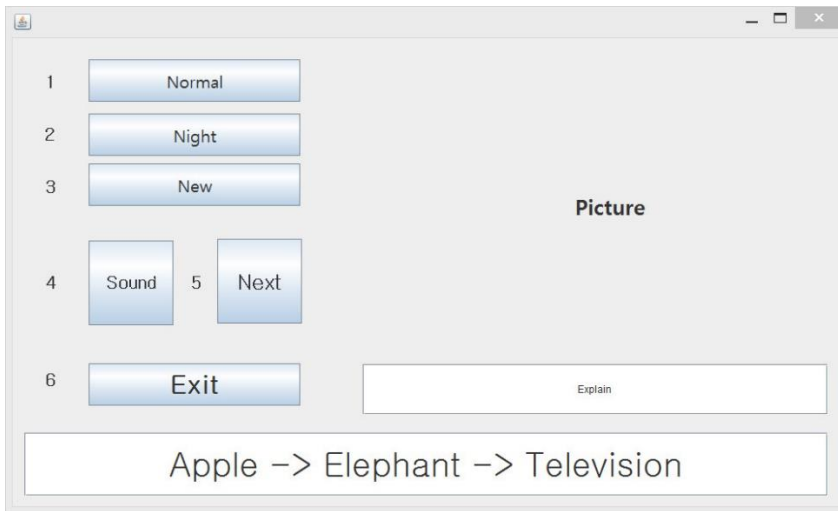 1 Normal
2 Night
3 New
Picture
4 Sound 5 Next
6 Exit
Explain
Apple -> Elephant -> Television